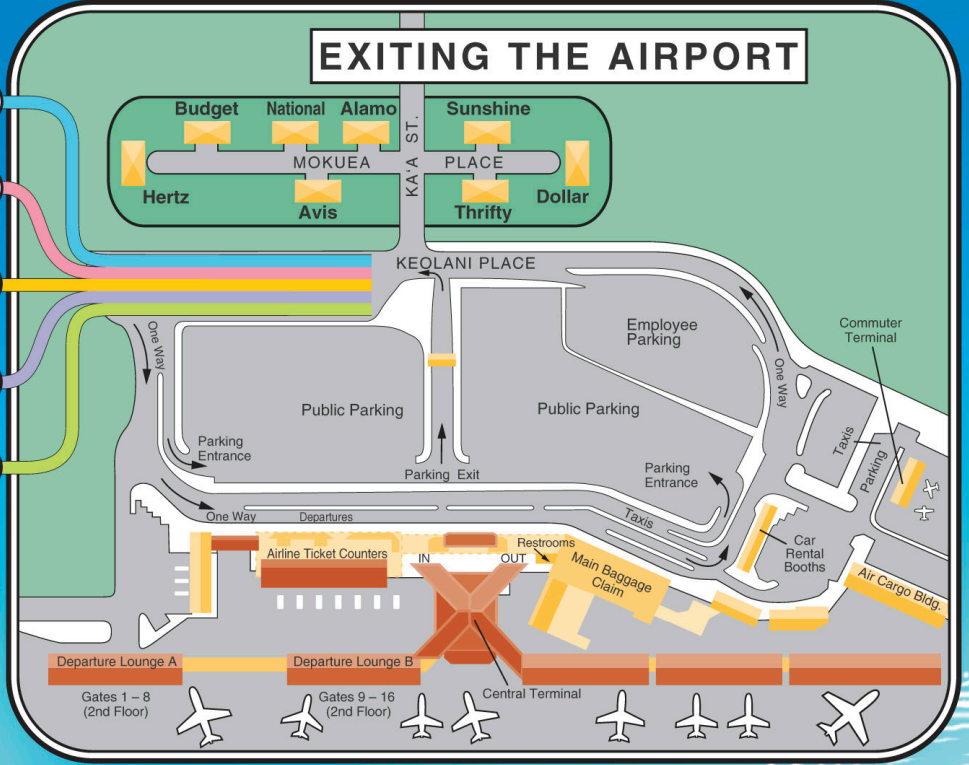 EXITING THE AIRPORT
Budget
National
Alamo
Sunshine
KA'A ST.
MOKUEA PLACE
Hertz
Avis
Thrifty
Dollar
KEOLANI PLACE
One Way
Employee
Parking
Commuter
Terminal
One Way
Public Parking
Public Parking
Taxis
Parking
Parking
Entrance
Parking Exit
Parking
Entrance
One Way
Departures
Taxis
Airline Ticket Counters
IN
OUT
Restrooms
Main Baggage
Claim
Car
Rental
Booths
Air Cargo Bldg.
Departure Lounge A
Departure Lounge B
Gates 1 – 8
(2nd Floor)
Gates 9 – 16
(2nd Floor)
Central Terminal